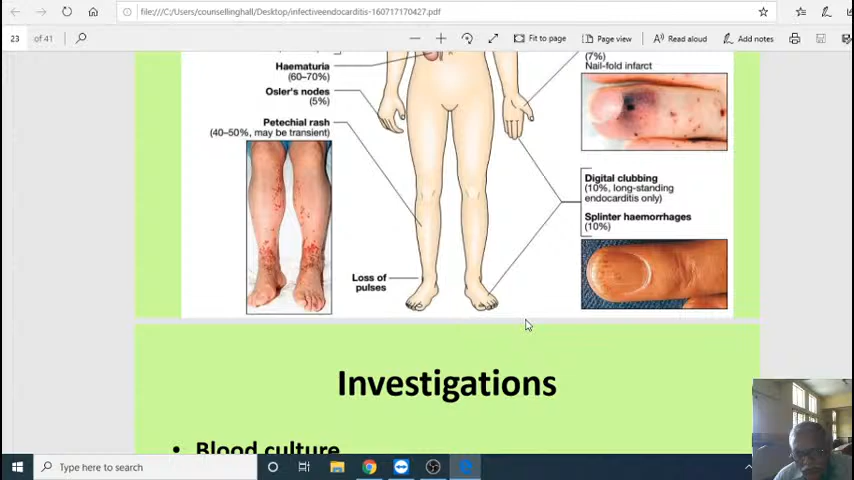 file:///C:/Users/counsellinghall/Desktop/infectiveendocarditis-160717170427.pdf
23 of 41
Fit to page
Page view
Read aloud
Add notes
Haematuria
(60–70%)
Osler's nodes
(5%)
Petechial rash
(40–50%, may be transient)
Loss of
pulses
(7%)
Nail-fold infarct
Digital clubbing
(10%, long-standing
endocarditis only)
Splinter haemorrhages
(10%)
Investigations
• Blood culture
Type here to search